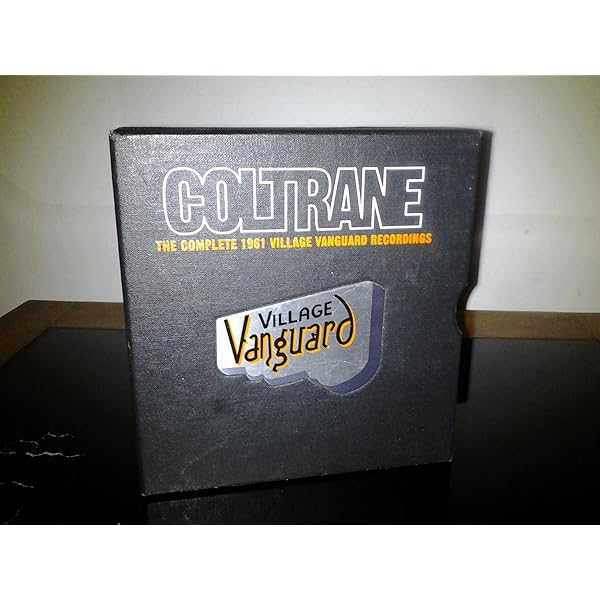 COLTRANE
THE COMPLETE 1961 VILLAGE VANGUARD RECORDINGS
VILLAGE
Vanguard